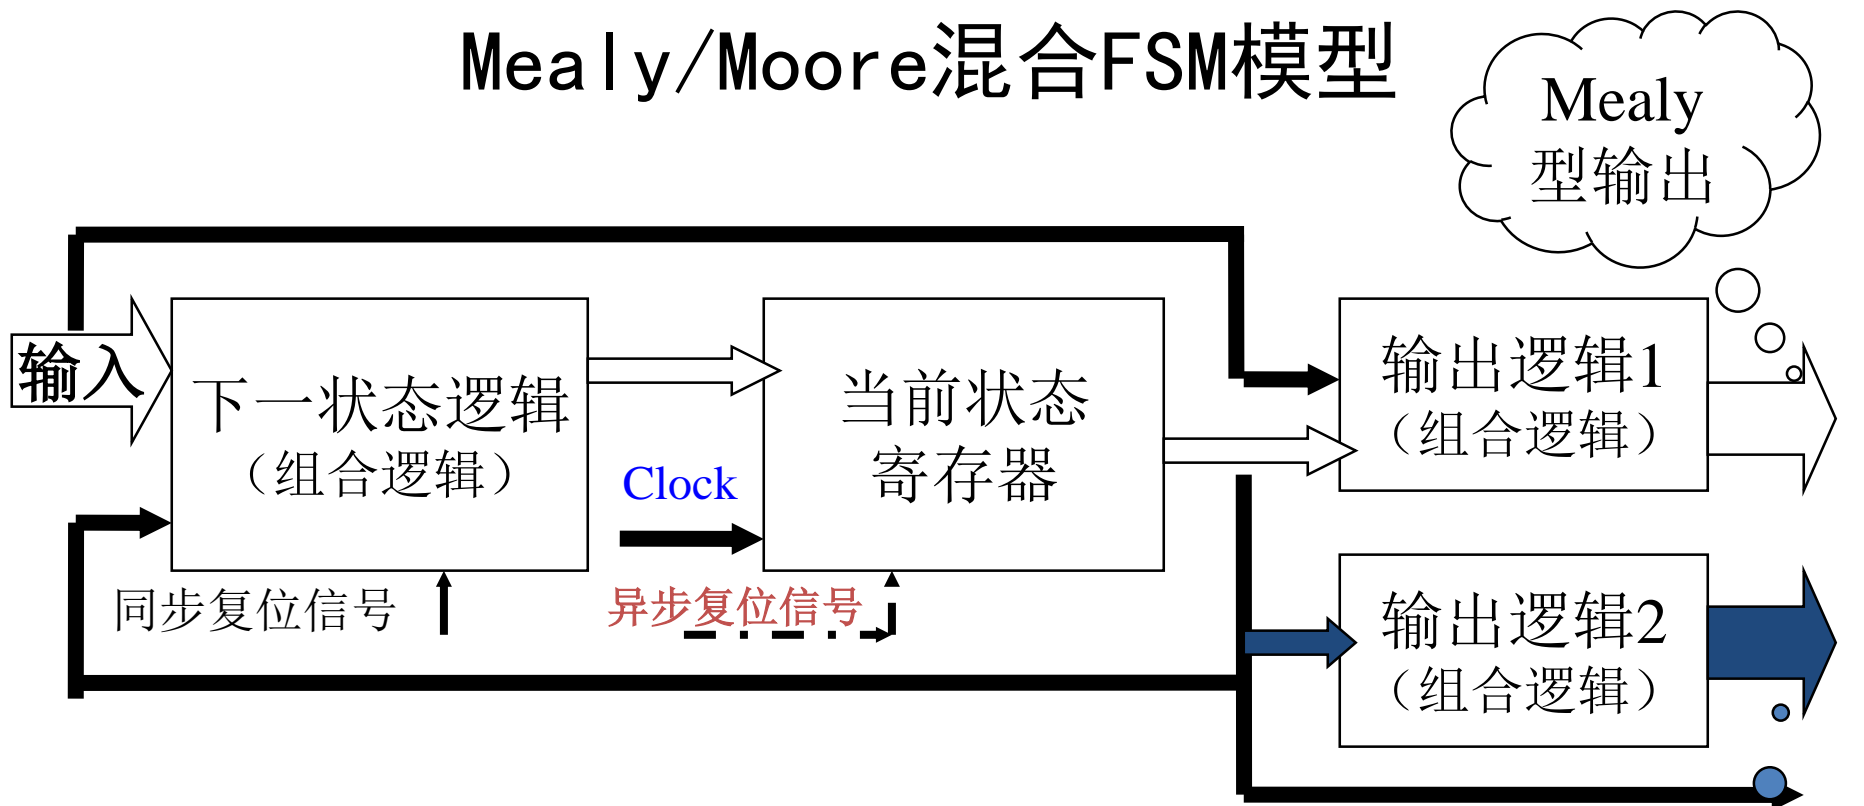 Mealy/Moore混合FSM模型
Mealy
型输出
输入
下一状态逻辑
（组合逻辑）
Clock
当前状态
寄存器
输出逻辑1
（组合逻辑）
同步复位信号
异步复位信号
输出逻辑2
（组合逻辑）